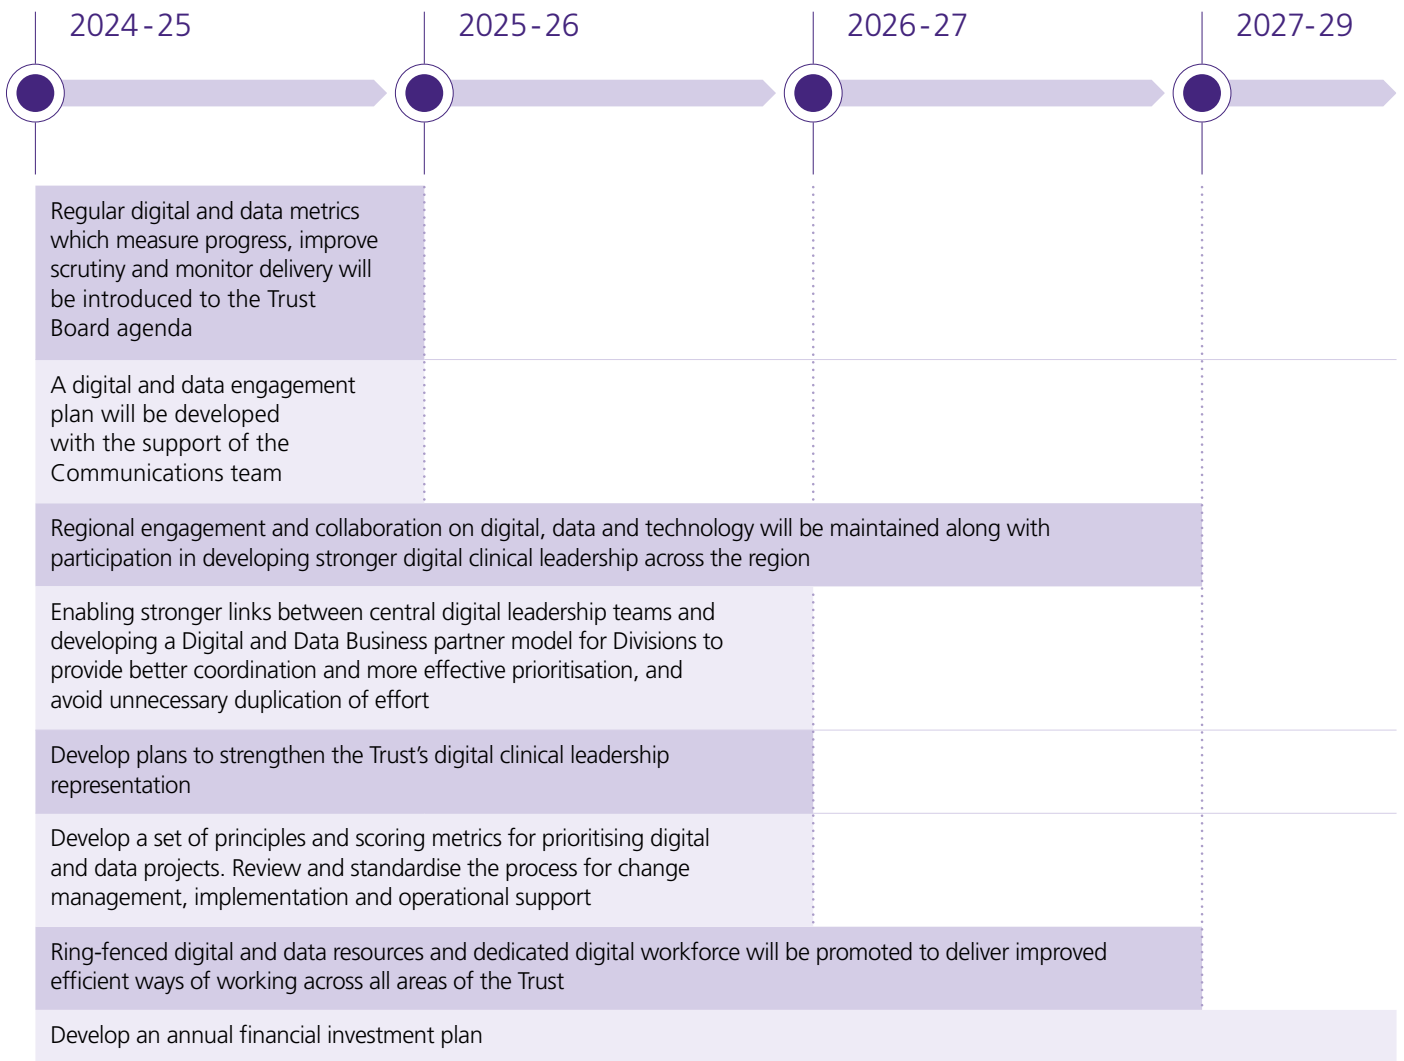 2024-25 2025-26 2026-27 2027-29
Regular digital and data metrics
which measure progress, improve
scrutiny and monitor delivery will
be introduced to the Trust
Board agenda
A digital and data engagement
plan will be developed
with the support of the
Communications team
Regional engagement and collaboration on digital, data and technology will be maintained along with
participation in developing stronger digital clinical leadership across the region
Enabling stronger links between central digital leadership teams and
developing a Digital and Data Business partner model for Divisions to
provide better coordination and more effective prioritisation, and
avoid unnecessary duplication of effort
Develop plans to strengthen the Trust’s digital clinical leadership
representation
Develop a set of principles and scoring metrics for prioritising digital
and data projects. Review and standardise the process for change
management, implementation and operational support
Ring-fenced digital and data resources and dedicated digital workforce will be promoted to deliver improved
efficient ways of working across all areas of the Trust
Develop an annual financial investment plan